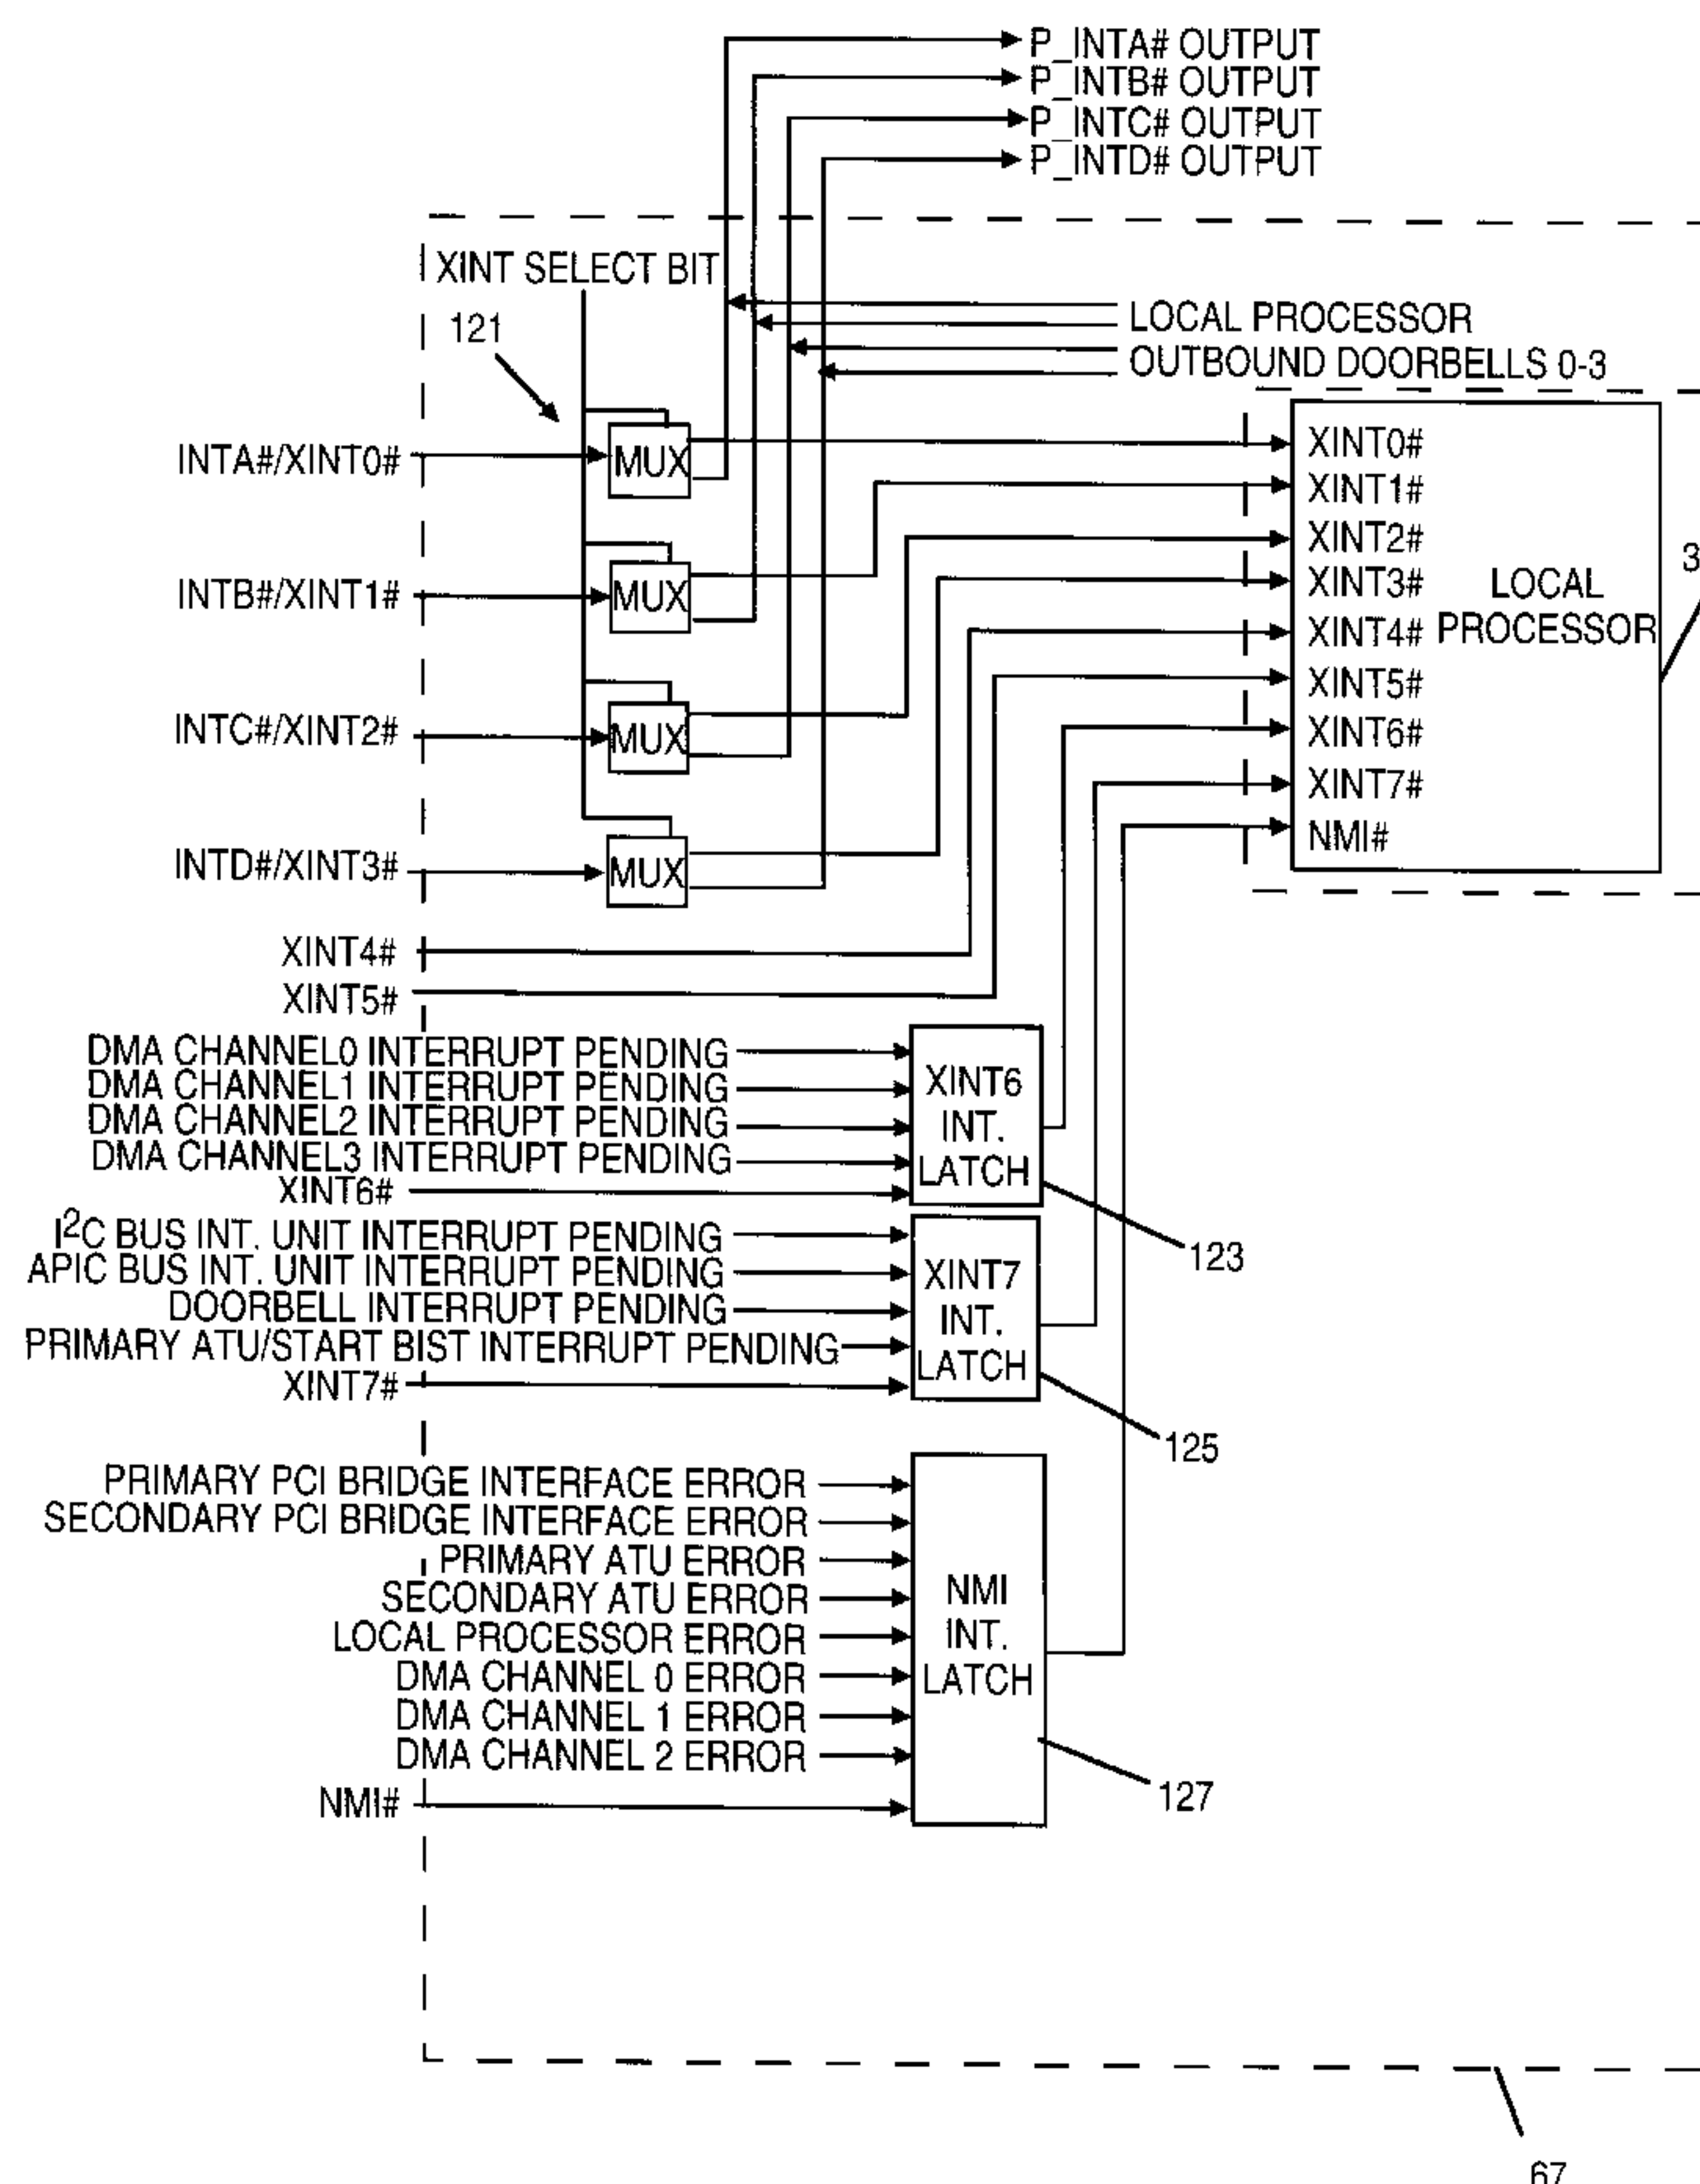 P_INTA# OUTPUT
P_INTB# OUTPUT
P_INTC# OUTPUT
P_INTD# OUTPUT
XINT SELECT BIT
121
LOCAL PROCESSOR
OUTBOUND DOORBELLS 0-3
INTA#/XINT0#
MUX
INTB#/XINT1#
MUX
INTC#/XINT2#
MUX
INTD#/XINT3#
MUX
XINT0#
XINT1#
XINT2#
XINT3#
XINT4#
XINT5#
XINT6#
XINT7#
NMI#
LOCAL
PROCESSOR
3
XINT4#
XINT5#
DMA CHANNEL0 INTERRUPT PENDING
DMA CHANNEL1 INTERRUPT PENDING
DMA CHANNEL2 INTERRUPT PENDING
DMA CHANNEL3 INTERRUPT PENDING
XINT6#
XINT6
INT.
LATCH
123
I²C BUS INT. UNIT INTERRUPT PENDING
APIC BUS INT. UNIT INTERRUPT PENDING
DOORBELL INTERRUPT PENDING
PRIMARY ATU/START BIST INTERRUPT PENDING
XINT7#
XINT7
INT.
LATCH
125
PRIMARY PCI BRIDGE INTERFACE ERROR
SECONDARY PCI BRIDGE INTERFACE ERROR
PRIMARY ATU ERROR
SECONDARY ATU ERROR
LOCAL PROCESSOR ERROR
DMA CHANNEL 0 ERROR
DMA CHANNEL 1 ERROR
DMA CHANNEL 2 ERROR
NMI#
NMI
INT.
LATCH
127
67